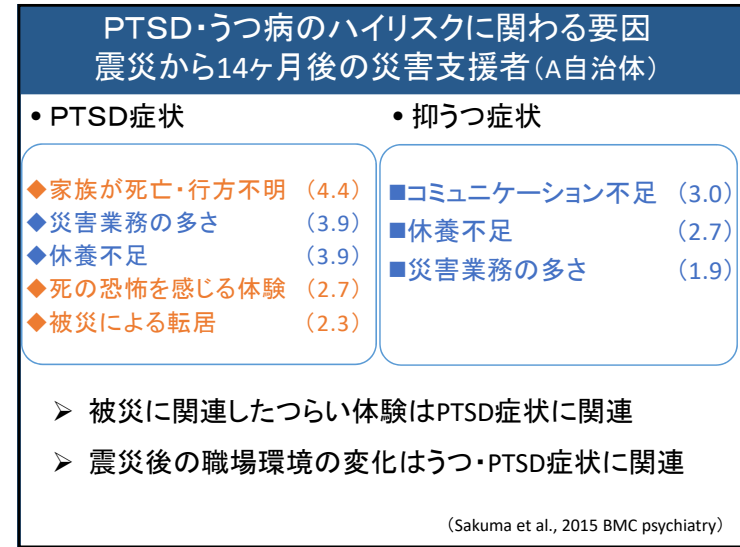 PTSD・うつ病のハイリスクに関わる要因
震災から14ヶ月後の災害支援者（A自治体）
• PTSD症状
◆家族が死亡・行方不明 （4.4）
◆災害業務の多さ （3.9）
◆休養不足 （3.9）
◆死の恐怖を感じる体験 （2.7）
◆被災による転居 （2.3）
• 抑うつ症状
■コミュニケーション不足 （3.0）
■休養不足 （2.7）
■災害業務の多さ （1.9）
➢ 被災に関連したつらい体験はPTSD症状に関連
➢ 震災後の職場環境の変化はうつ・PTSD症状に関連
（Sakuma et al., 2015 BMC psychiatry）